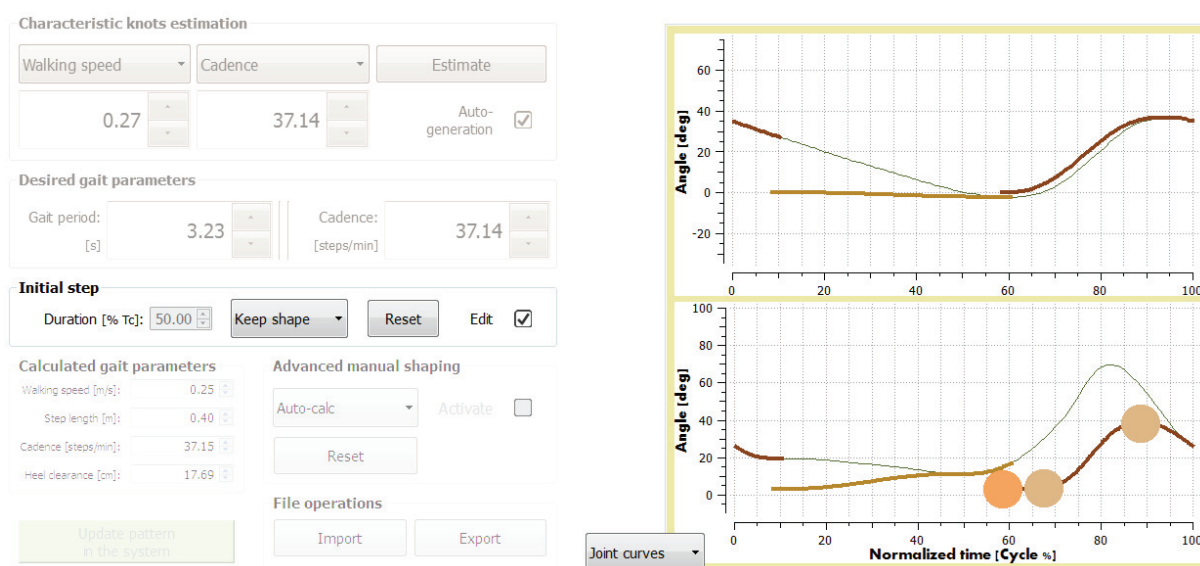 Characteristic knots estimation
Walking speed Cadence Estimate
0.27 37.14 Auto-
generation
Desired gait parameters
Gait period: 3.23 Cadence: 37.14
[s] [steps/min]
Initial step
Duration [% Tc]: 50.00 Keep shape Reset Edit
Calculated gait parameters
Walking speed [m/s]: 0.25
Step length [m]: 0.40
Cadence [steps/min]: 37.15
Heel clearance [cm]: 17.69
Update pattern
in the system
Advanced manual shaping
Auto-calc Activate
Reset
File operations
Import Export
Angle [deg]
60
40
20
0
-20
0 20 40 60 80 100
Angle [deg]
100
80
60
40
20
0
0 20 40 60 80 100
Joint curves
Normalized time [Cycle %]